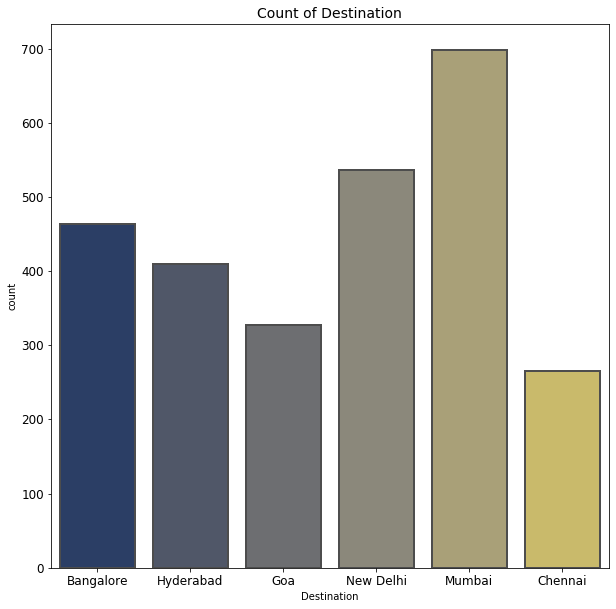 Count of Destination
700
600
500
400
300
200
100
0
count
Bangalore Hyderabad Goa New Delhi Mumbai Chennai
Destination